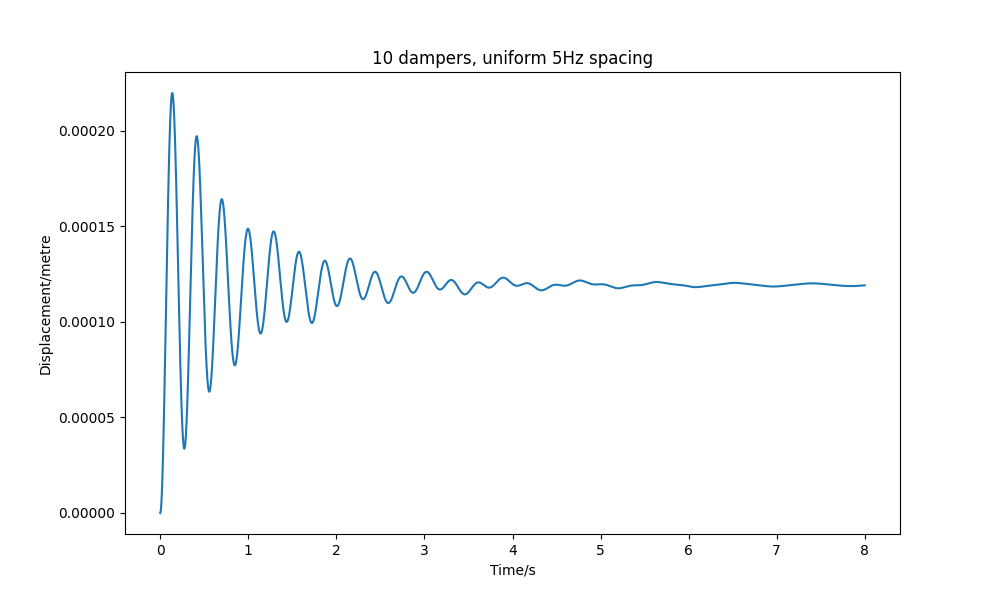 10 dampers, uniform 5Hz spacing
Displacement/metre
0.00020
0.00015
0.00010
0.00005
0.00000
0 1 2 3 4 5 6 7 8
Time/s